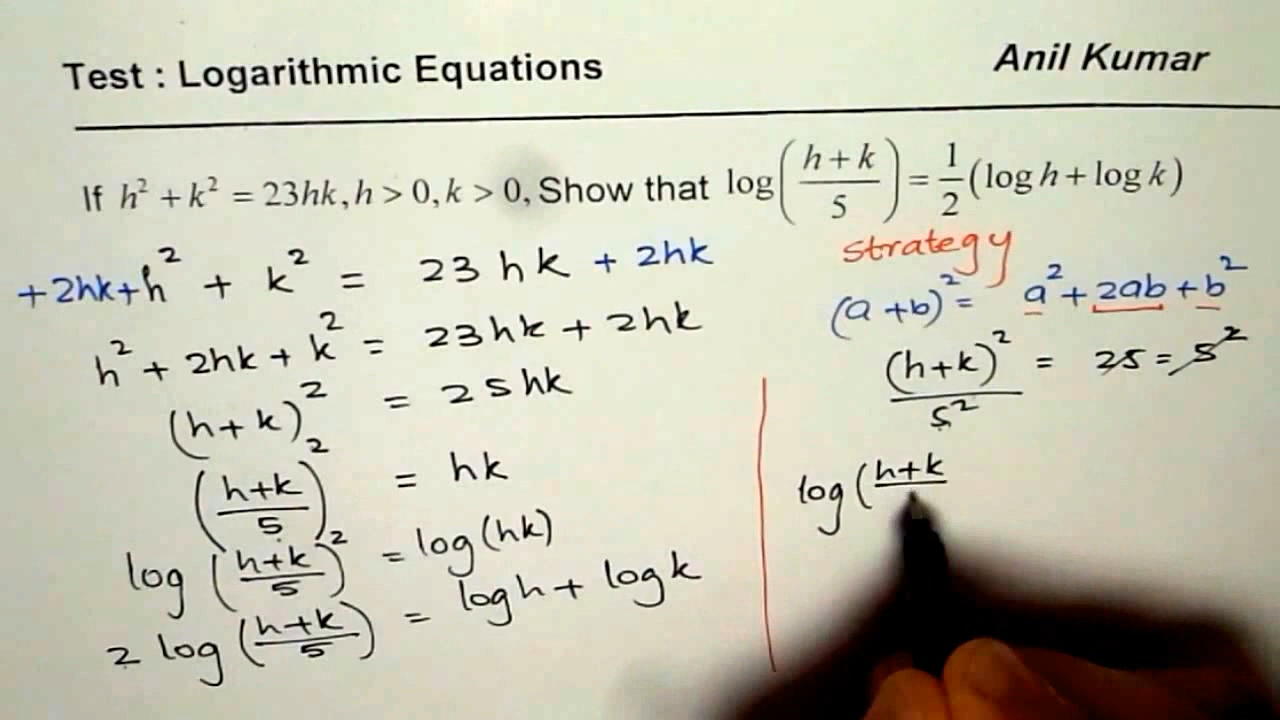 Test : Logarithmic Equations
Anil Kumar
If h² + k² = 23hk, h > 0, k > 0, Show that log((h+k)/5) = 1/2 (log h + log k)
+2hk+h² + k² = 23hk + 2hk
h² + 2hk + k² = 23hk + 2hk
(h+k)² = 25hk
((h+k)/5)² = hk
log((h+k)/5)² = log(hk)
2 log((h+k)/5) = log h + log k
strategy
(a+b)² = a² + 2ab + b²
(h+k)²/5² = 25 = 5²
log(h+k